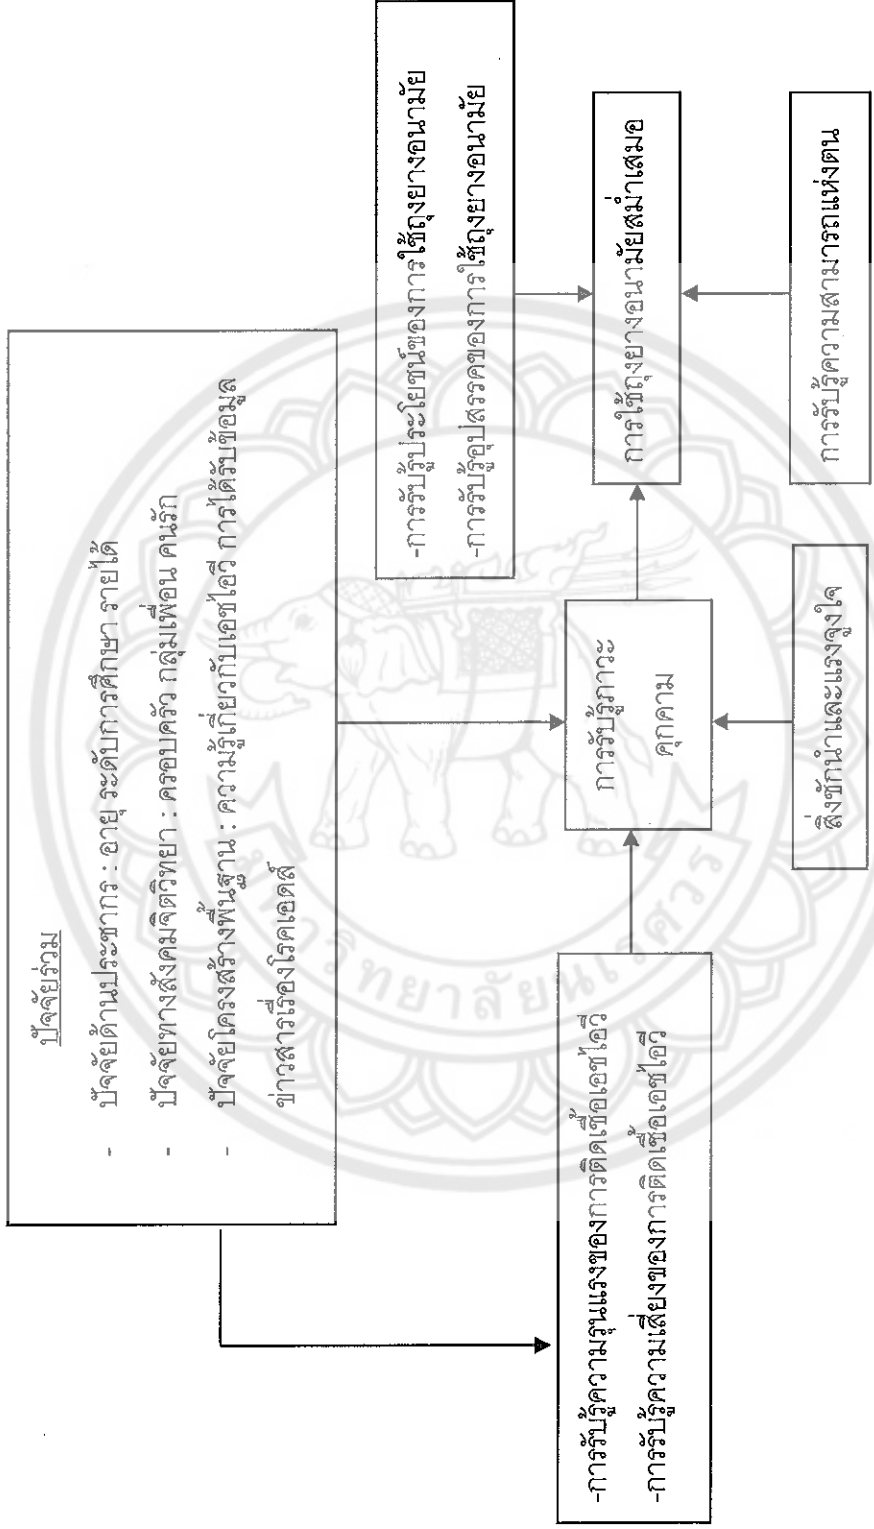 ปัจจัยร่วม
- ปัจจัยด้านประชากร : อายุ ระดับการศึกษา รายได้
- ปัจจัยทางสังคมจิตวิทยา : ครอบครัว กลุ่มเพื่อน คนรัก
- ปัจจัยโครงสร้างพื้นฐาน : ความรู้เกี่ยวกับเอชไอวี การได้รับข้อมูล
ข่าวสารเรื่องโรคเอดส์
-การรับรู้ความรุนแรงของการติดเชื้อเอชไอวี
-การรับรู้ความเสี่ยงของการติดเชื้อเอชไอวี
การรับรู้ภาวะ
คุกคาม
สิ่งชักนำและแรงจูงใจ
-การรับรู้ประโยชน์ของการใช้ถุงยางอนามัย
-การรับรู้อุปสรรคของการใช้ถุงยางอนามัย
การใช้ถุงยางอนามัยสม่ำเสมอ
การรับรู้ความสามารถแห่งตน
มหาวิทยาลัยนเรศวร